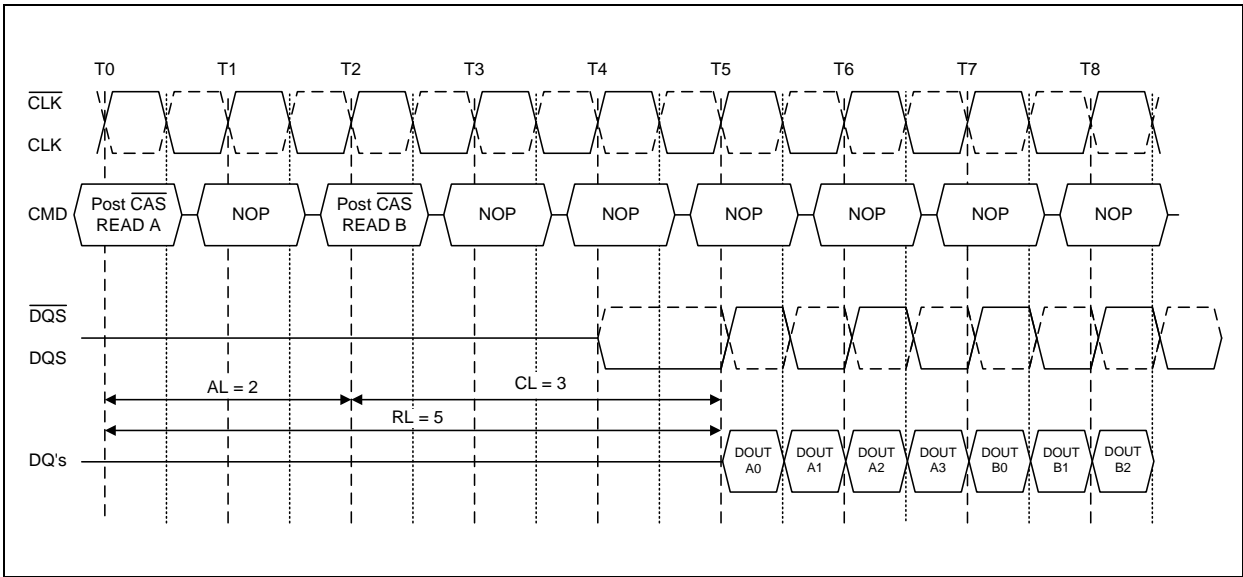 T0 T1 T2 T3 T4 T5 T6 T7 T8
CLK
CLK
CMD
Post CAS
READ A
NOP
Post CAS
READ B
NOP
NOP
NOP
NOP
NOP
NOP
DQS
DQS
AL = 2
CL = 3
RL = 5
DQ's
DOUT
A0
DOUT
A1
DOUT
A2
DOUT
A3
DOUT
B0
DOUT
B1
DOUT
B2